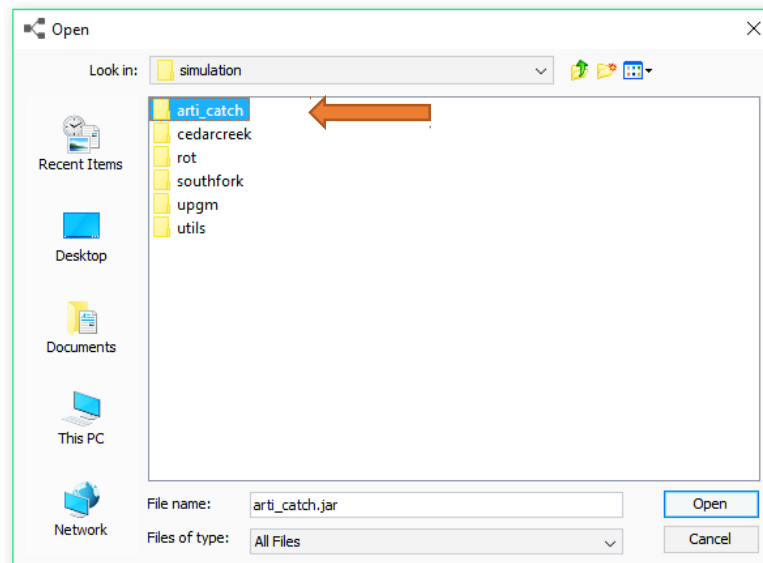 Open
Look in:
simulation
arti_catch
cedarcreek
rot
southfork
upgm
utils
Recent Items
Desktop
Documents
This PC
Network
File name:
arti_catch.jar
Open
Files of type:
All Files
Cancel